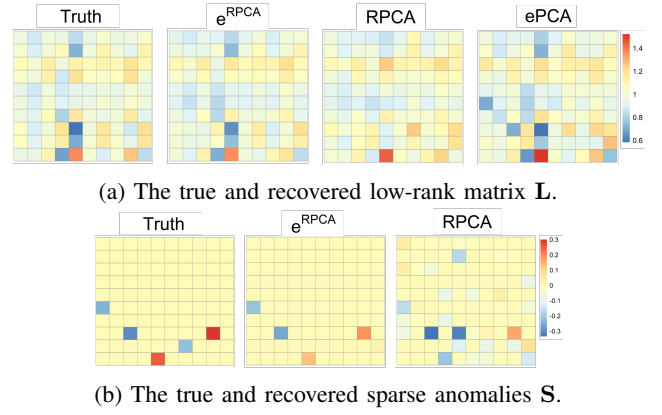 Truth
e^RPCA
RPCA
ePCA
1.4
1.2
1
0.8
0.6
(a) The true and recovered low-rank matrix L.
Truth
e^RPCA
RPCA
0.3
0.2
0.1
0
-0.1
-0.2
-0.3
(b) The true and recovered sparse anomalies S.